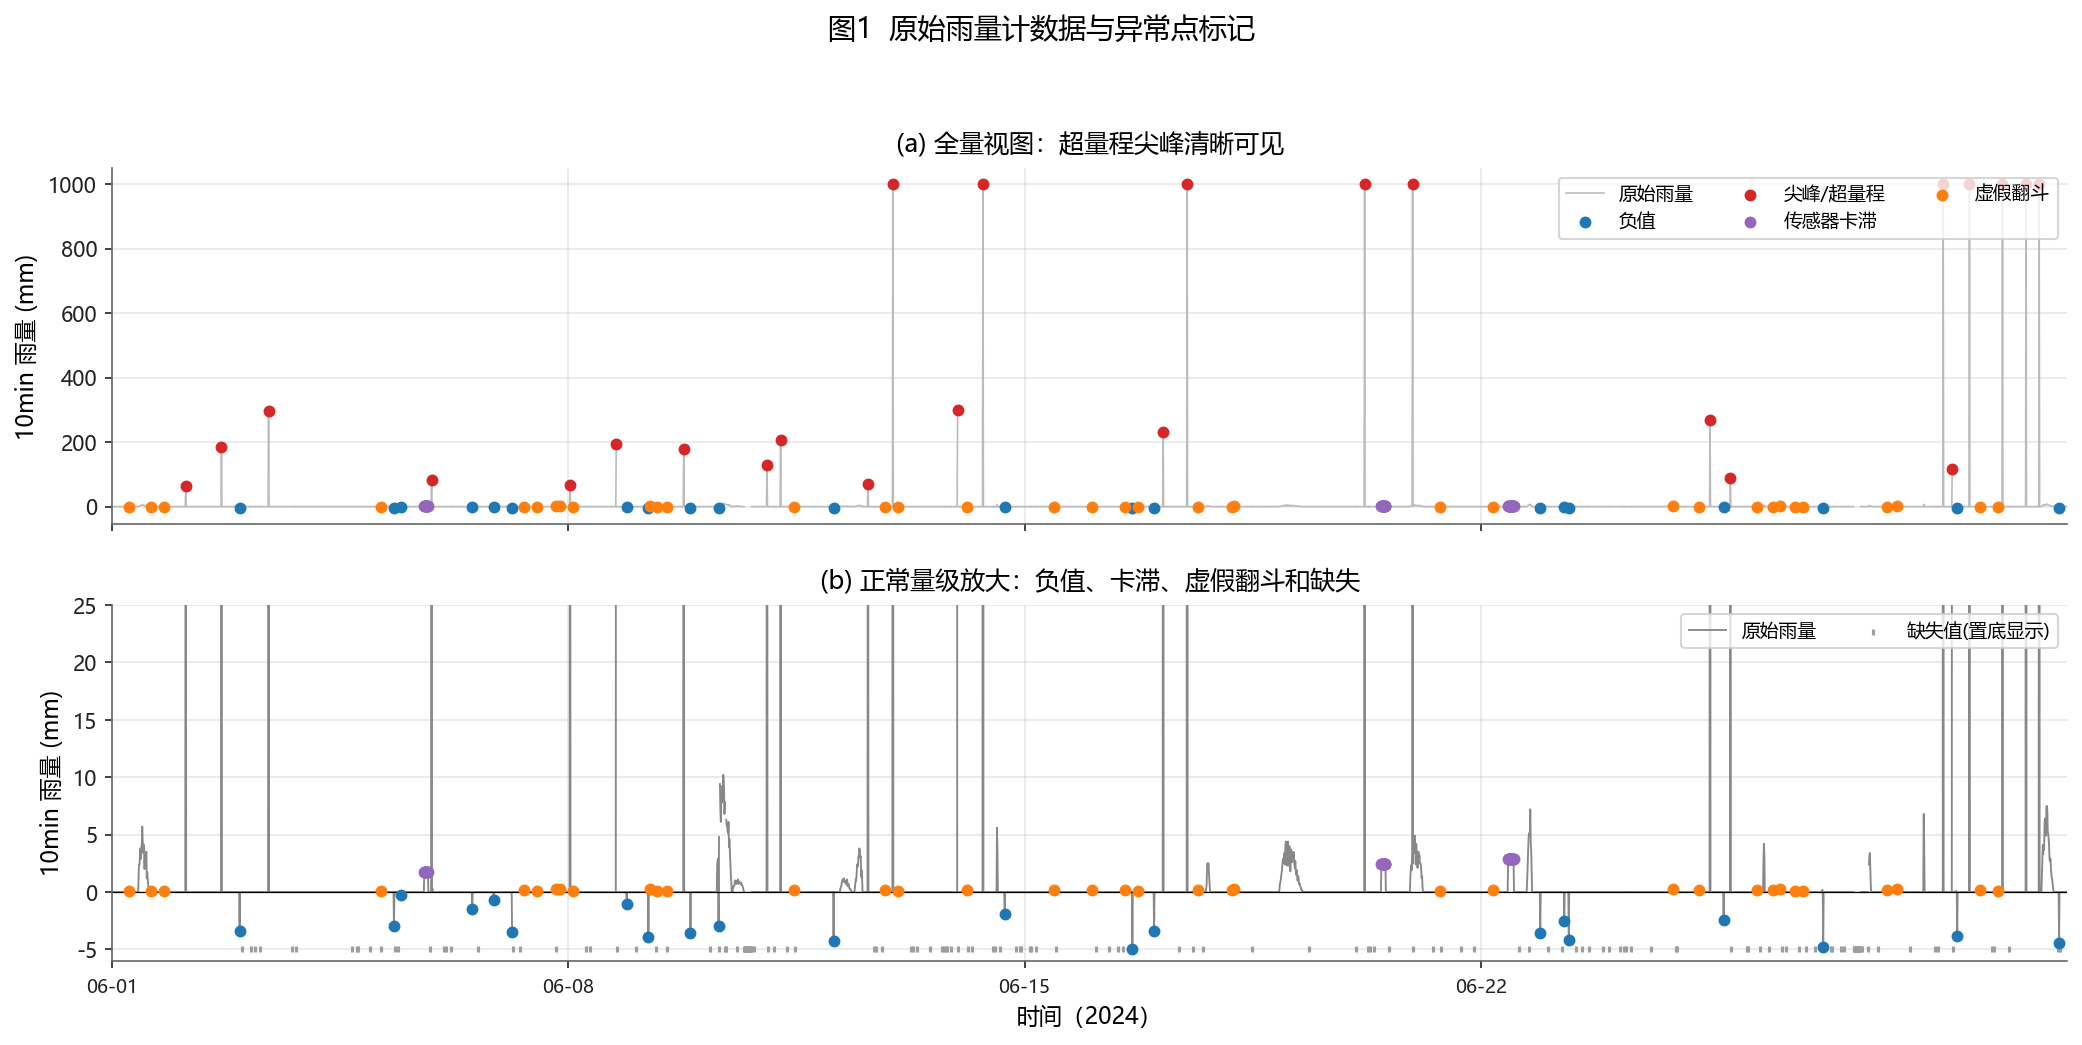 图1 原始雨量计数据与异常点标记
(a) 全量视图：超量程尖峰清晰可见
原始雨量 尖峰/超量程 虚假翻斗
负值 传感器卡滞
10min 雨量 (mm)
1000
800
600
400
200
0
(b) 正常量级放大：负值、卡滞、虚假翻斗和缺失
原始雨量 缺失值(置底显示)
10min 雨量 (mm)
25
20
15
10
5
0
-5
06-01 06-08 06-15 06-22
时间（2024）